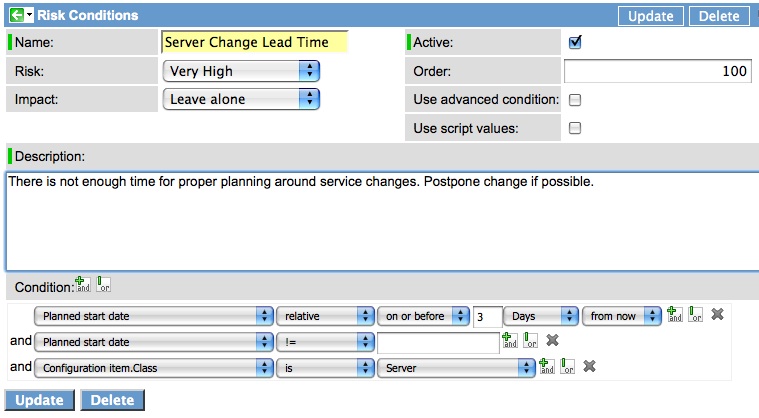 Risk Conditions Update Delete
Name: Server Change Lead Time Active:
Risk: Very High Order: 100
Impact: Leave alone Use advanced condition:
Use script values:
Description:
There is not enough time for proper planning around service changes. Postpone change if possible.
Condition: and or
Planned start date relative on or before 3 Days from now and or
and Planned start date != and or
and Configuration item.Class is Server and or
Update Delete